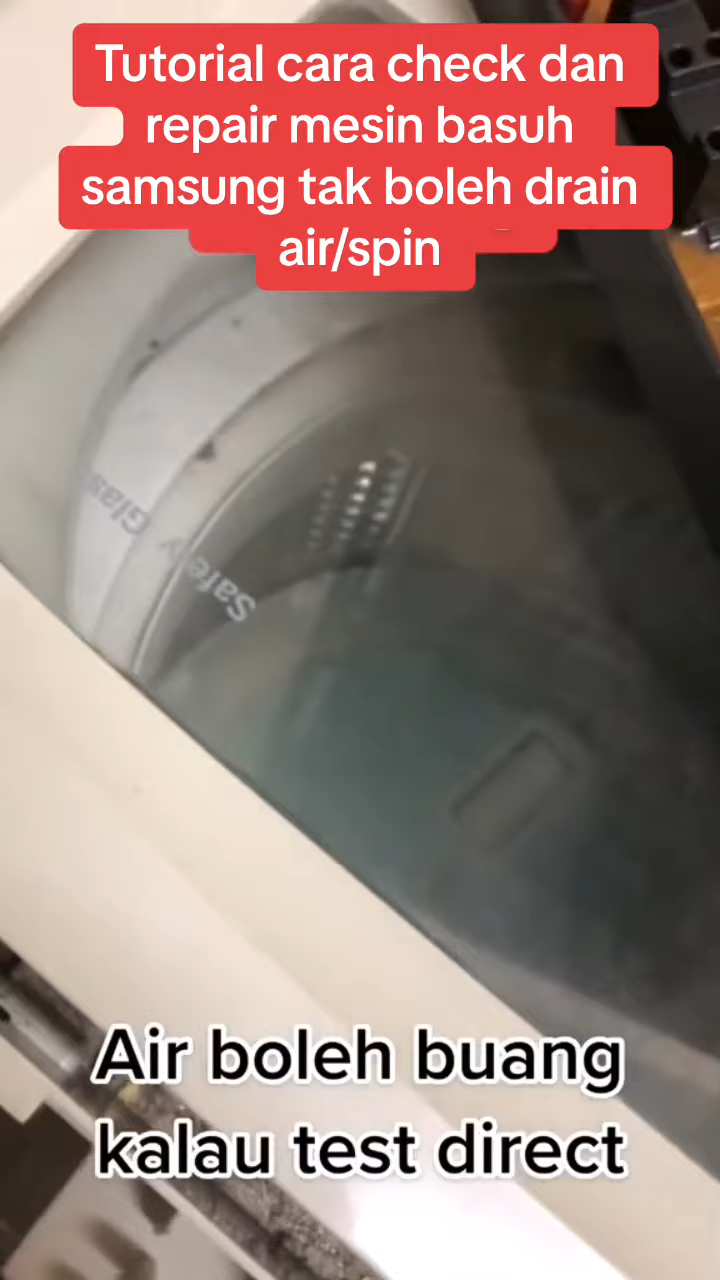 Tutorial cara check dan
repair mesin basuh
samsung tak boleh drain
air/spin
Safety Glass
Air boleh buang
kalau test direct